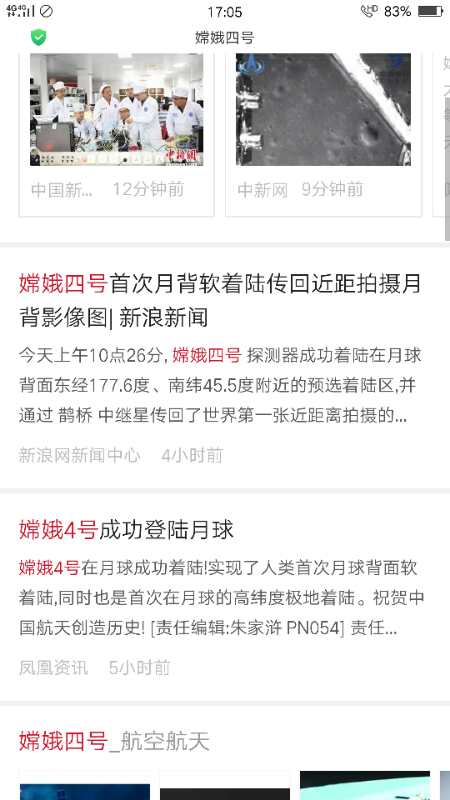 4G 4G
17:05
HD
83%
嫦娥四号
中新网
中国新... 12分钟前
中新网 9分钟前
嫦娥四号首次月背软着陆传回近距拍摄月
背影像图| 新浪新闻
今天上午10点26分, 嫦娥四号 探测器成功着陆在月球
背面东经177.6度、南纬45.5度附近的预选着陆区,并
通过 鹊桥 中继星传回了世界第一张近距离拍摄的...
新浪网新闻中心 4小时前
嫦娥4号成功登陆月球
嫦娥4号在月球成功着陆!实现了人类首次月球背面软
着陆,同时也是首次在月球的高纬度极地着陆。祝贺中
国航天创造历史! [责任编辑:朱家浒 PN054] 责任...
凤凰资讯 5小时前
嫦娥四号_航空航天